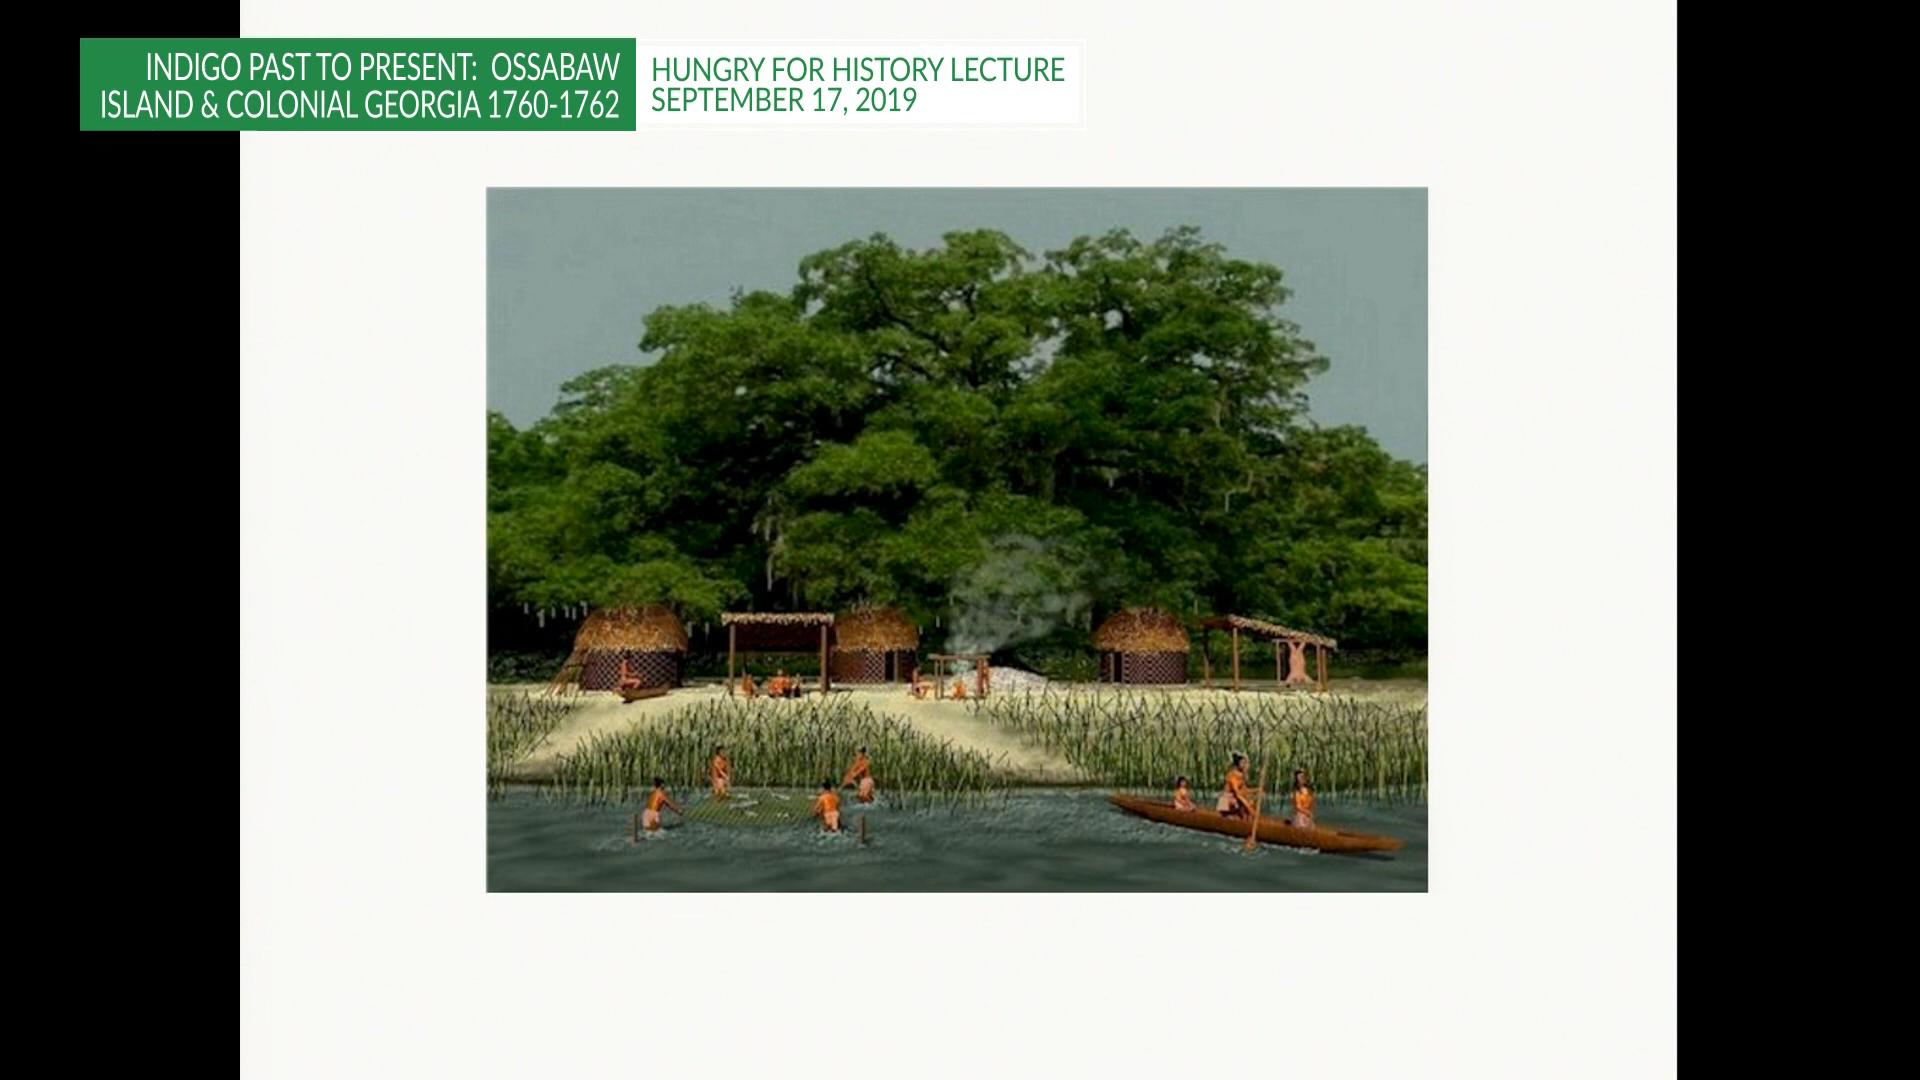 INDIGO PAST TO PRESENT: OSSABAW
ISLAND & COLONIAL GEORGIA 1760-1762
HUNGRY FOR HISTORY LECTURE
SEPTEMBER 17, 2019